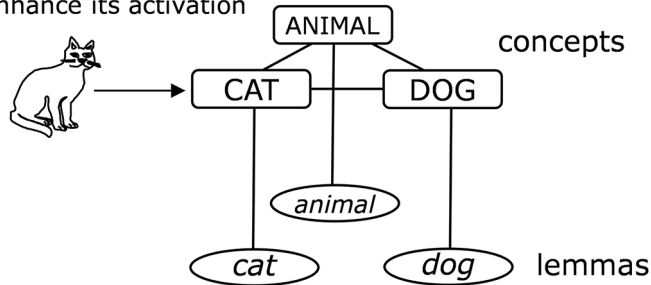 nhance its activation
ANIMAL
concepts
CAT
DOG
animal
cat
dog
lemmas